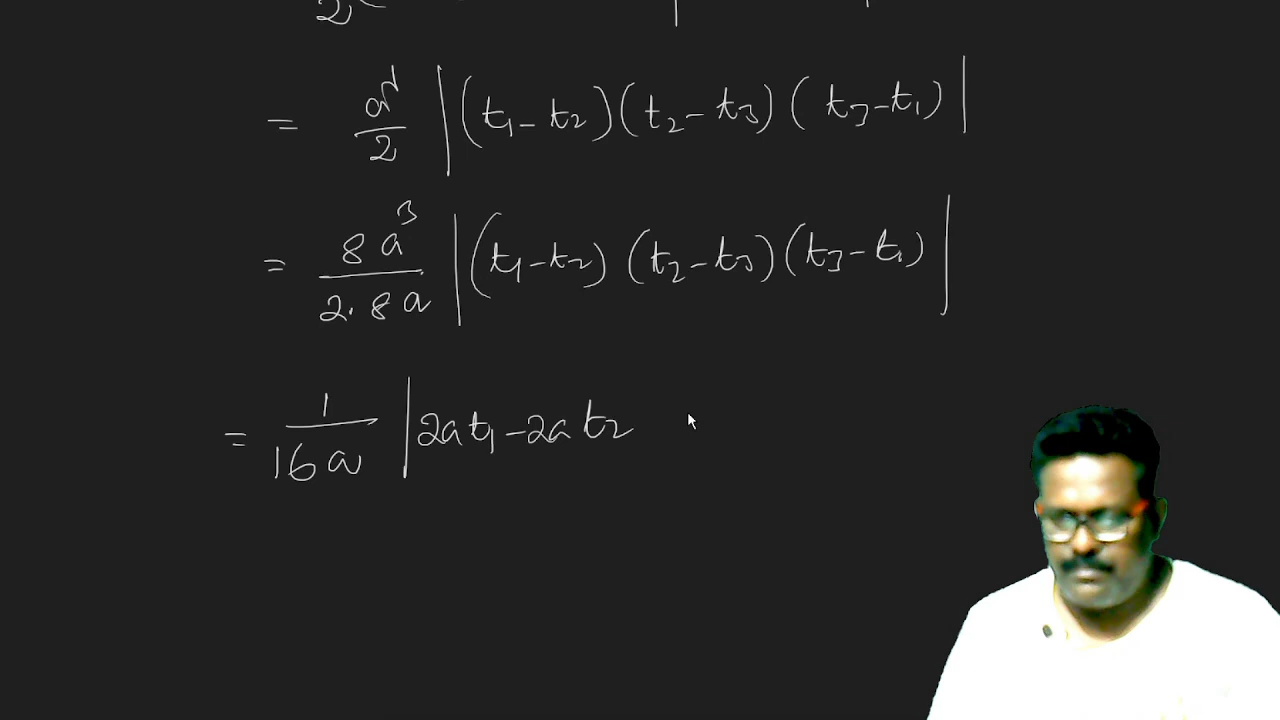 2
= a²/2 |(t₁ - t₂)(t₂ - t₃)(t₃ - t₁)|
= 8a³/2.8a |(t₁ - t₂)(t₂ - t₃)(t₃ - t₁)|
= 1/16a |2at₁ - 2at₂